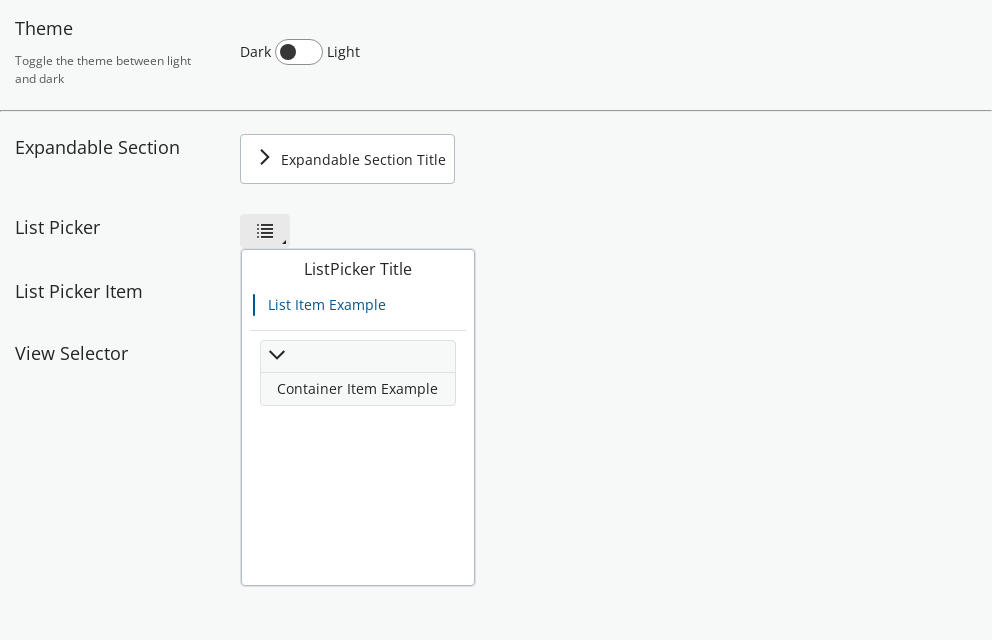 Theme
Toggle the theme between light
and dark
Dark Light
Expandable Section
Expandable Section Title
List Picker
ListPicker Title
List Picker Item
List Item Example
View Selector
Container Item Example